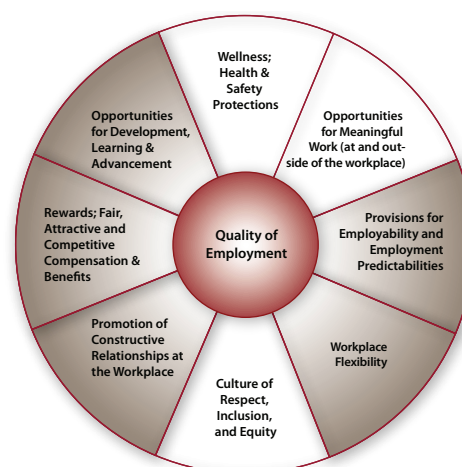 Wellness;
Health &
Safety
Protections
Opportunities
for Meaningful
Work (at and out-
side of the workplace)
Provisions for
Employability and
Employment
Predictabilities
Workplace
Flexibility
Culture of
Respect,
Inclusion,
and Equity
Promotion of
Constructive
Relationships at
the Workplace
Rewards; Fair,
Attractive and
Competitive
Compensation &
Benefits
Opportunities
for Development,
Learning &
Advancement
Quality of
Employment